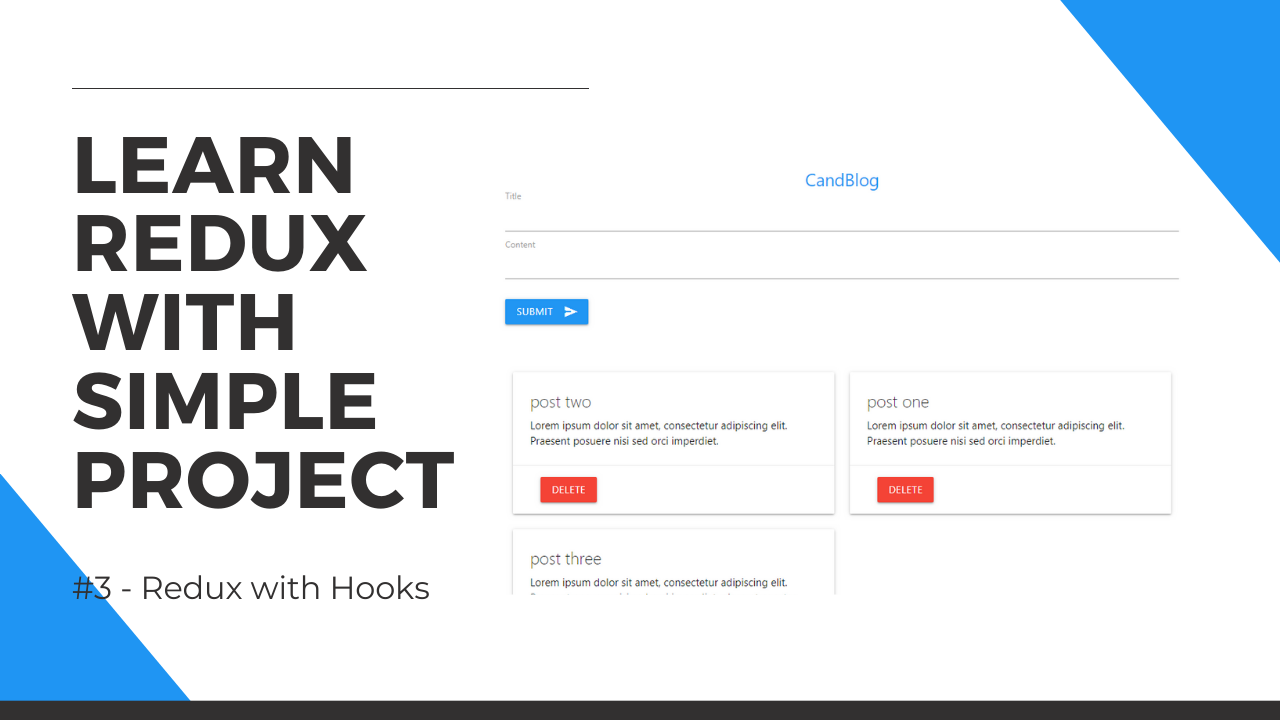 LEARN
REDUX
WITH
SIMPLE
PROJECT
#3 - Redux with Hooks
CandBlog
Title
Content
SUBMIT
post two
Lorem ipsum dolor sit amet, consectetur adipiscing elit.
Praesent posuere nisi sed orci imperdiet.
DELETE
post one
Lorem ipsum dolor sit amet, consectetur adipiscing elit.
Praesent posuere nisi sed orci imperdiet.
DELETE
post three
Lorem ipsum dolor sit amet, consectetur adipiscing elit.